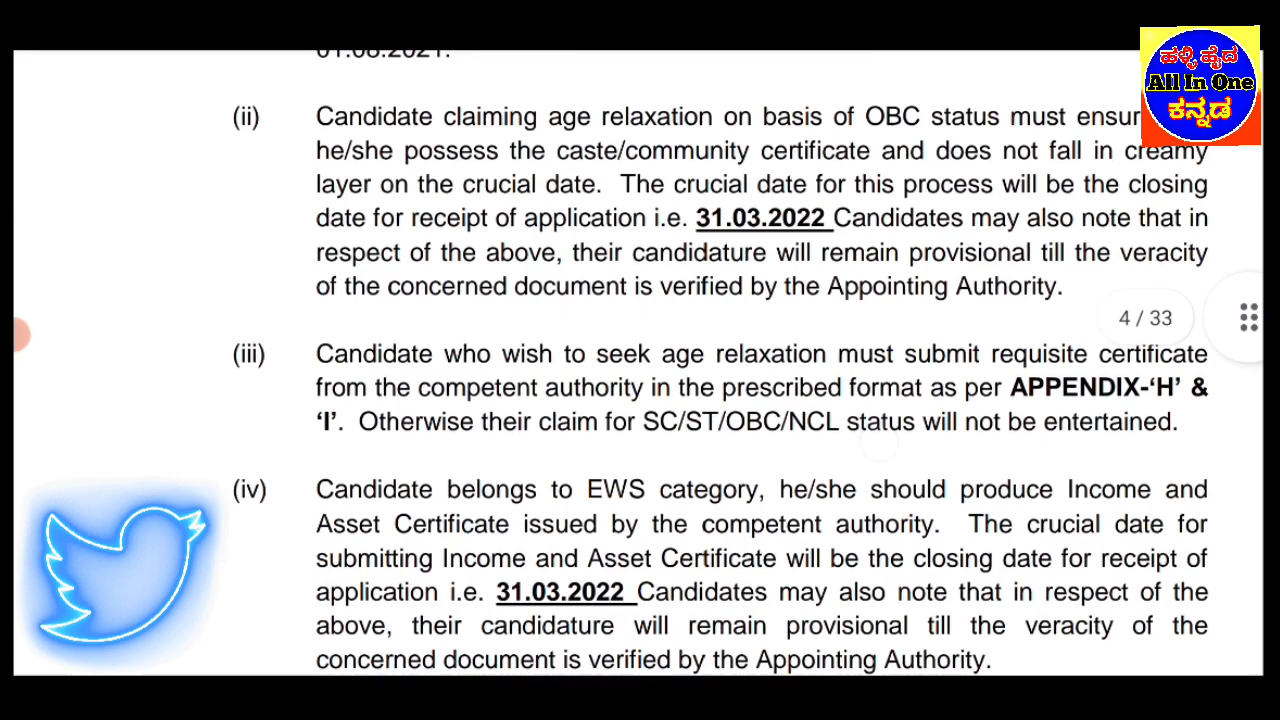 01.08.2021.
(ii) Candidate claiming age relaxation on basis of OBC status must ensur
he/she possess the caste/community certificate and does not fall in creamy
layer on the crucial date. The crucial date for this process will be the closing
date for receipt of application i.e. 31.03.2022 Candidates may also note that in
respect of the above, their candidature will remain provisional till the veracity
of the concerned document is verified by the Appointing Authority.
(iii) Candidate who wish to seek age relaxation must submit requisite certificate
from the competent authority in the prescribed format as per APPENDIX-‘H’ &
‘I’. Otherwise their claim for SC/ST/OBC/NCL status will not be entertained.
(iv) Candidate belongs to EWS category, he/she should produce Income and
Asset Certificate issued by the competent authority. The crucial date for
submitting Income and Asset Certificate will be the closing date for receipt of
application i.e. 31.03.2022 Candidates may also note that in respect of the
above, their candidature will remain provisional till the veracity of the
concerned document is verified by the Appointing Authority.
4 / 33
ಹಳ್ಳಿ ಹೈದ
All In One
ಕನ್ನಡ